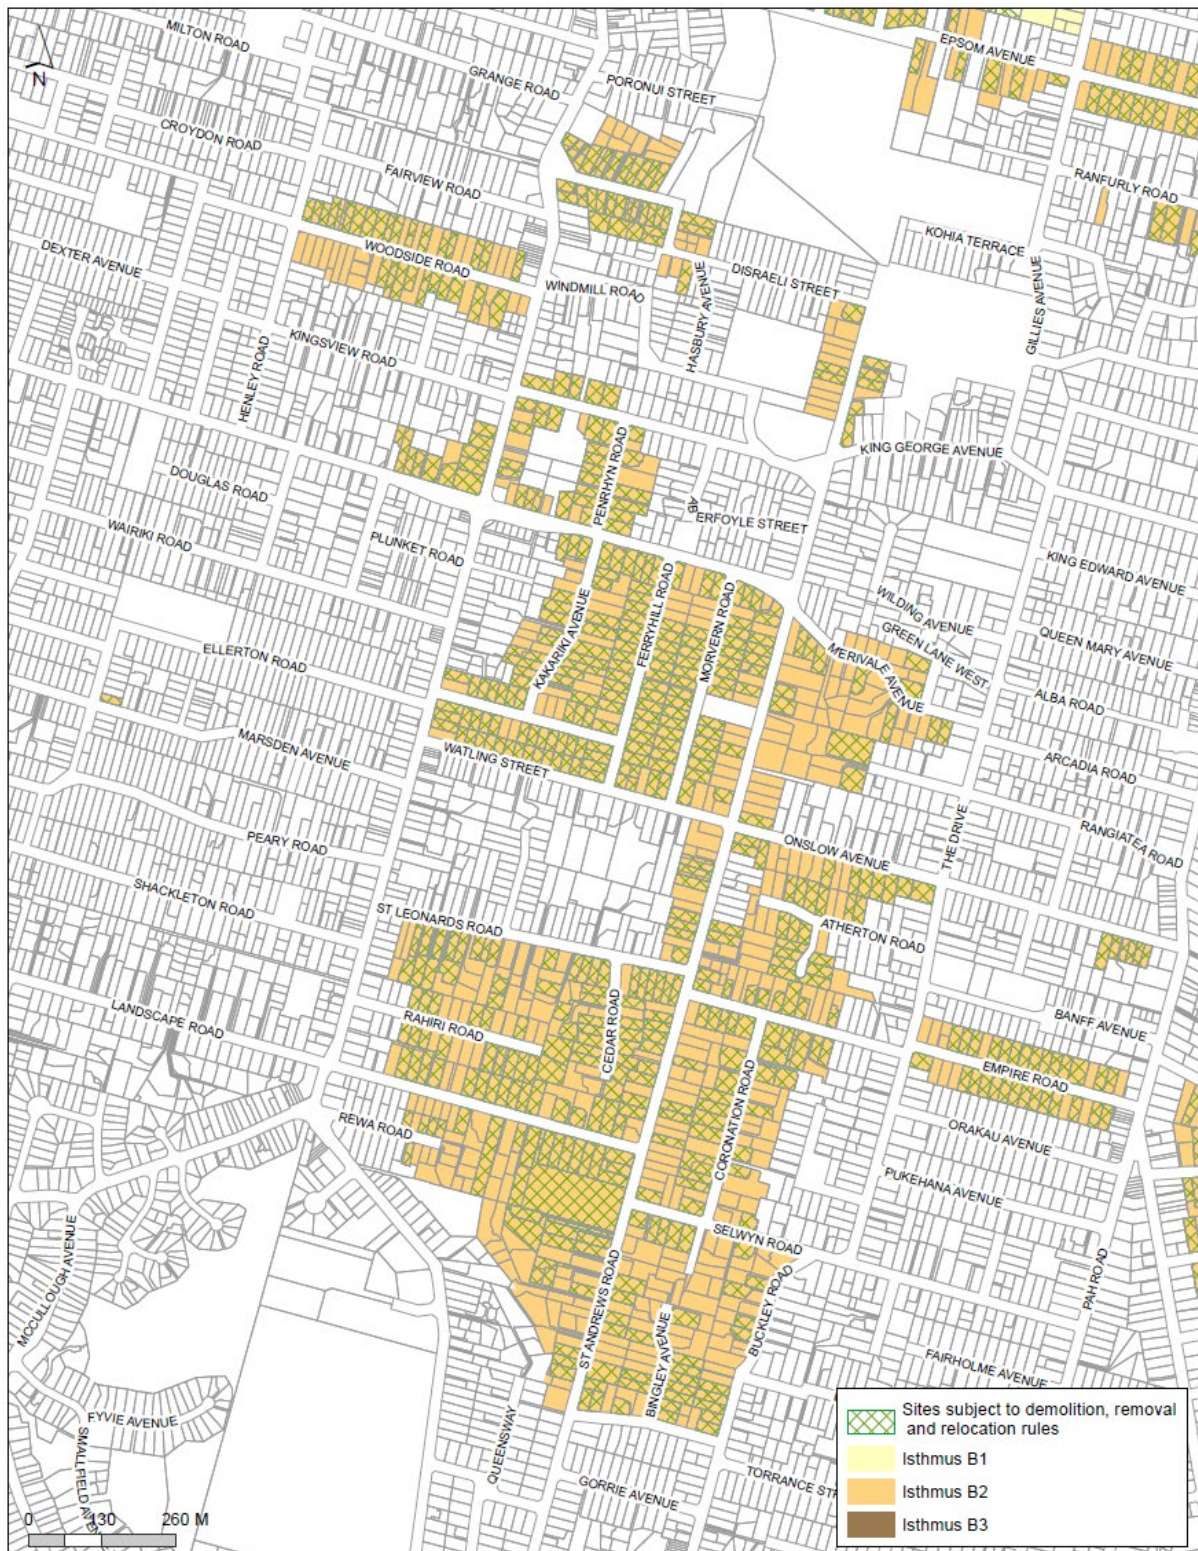 MILTON ROAD
EPSOM AVENUE
N
GRANGE ROAD
PORONUI STREET
CROYDON ROAD
FAIRVIEW ROAD
RANFURLY ROAD
KOHIA TERRACE
DEXTER AVENUE
WOODSIDE ROAD
DISRAELI STREET
WINDMILL ROAD
HASBURY AVENUE
GILLIES AVENUE
KINGSVIEW ROAD
HENLEY ROAD
KING GEORGE AVENUE
PENRHYN ROAD
DOUGLAS ROAD
ABERFOYLE STREET
WAIRIKI ROAD
PLUNKET ROAD
KING EDWARD AVENUE
WILDING AVENUE
KAKARIKI AVENUE
FERRYHILL ROAD
MORVERN ROAD
GREEN LANE WEST
QUEEN MARY AVENUE
ELLERTON ROAD
MERIVALE AVENUE
ALBA ROAD
MARSDEN AVENUE
WATLING STREET
ARCADIA ROAD
PEARY ROAD
ONSLOW AVENUE
THE DRIVE
RANGIATEA ROAD
SHACKLETON ROAD
ST LEONARDS ROAD
ATHERTON ROAD
LANDSCAPE ROAD
RAHIRI ROAD
CEDAR ROAD
BANFF AVENUE
EMPIRE ROAD
REWA ROAD
CORONATION ROAD
ORAKAU AVENUE
PUKEHANA AVENUE
MCCULLOUGH AVENUE
SELWYN ROAD
ST ANDREWS ROAD
BUCKLEY ROAD
PAH ROAD
BINGLEY AVENUE
FAIRHOLME AVENUE
FYVIE AVENUE
QUEENSWAY
SMALLFIELD AVEN
GORRIE AVENUE
TORRANCE STR
Sites subject to demolition, removal
and relocation rules
Isthmus B1
Isthmus B2
Isthmus B3
0 130 260 M